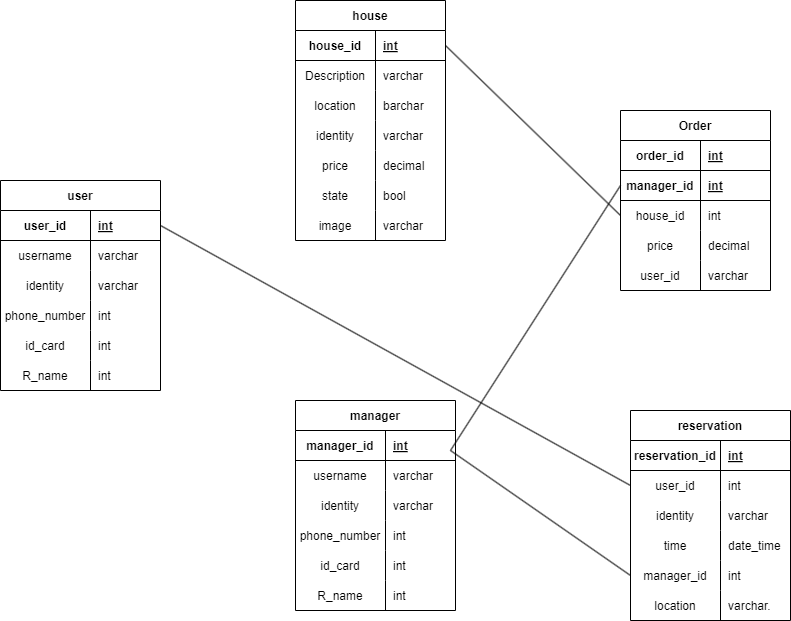 house
house_id int
Description varchar
location barchar
identity varchar
price decimal
state bool
image varchar
Order
order_id int
manager_id int
house_id int
price decimal
user_id varchar
user
user_id int
username varchar
identity varchar
phone_number int
id_card int
R_name int
manager
manager_id int
username varchar
identity varchar
phone_number int
id_card int
R_name int
reservation
reservation_id int
user_id int
identity varchar
time date_time
manager_id int
location varchar.